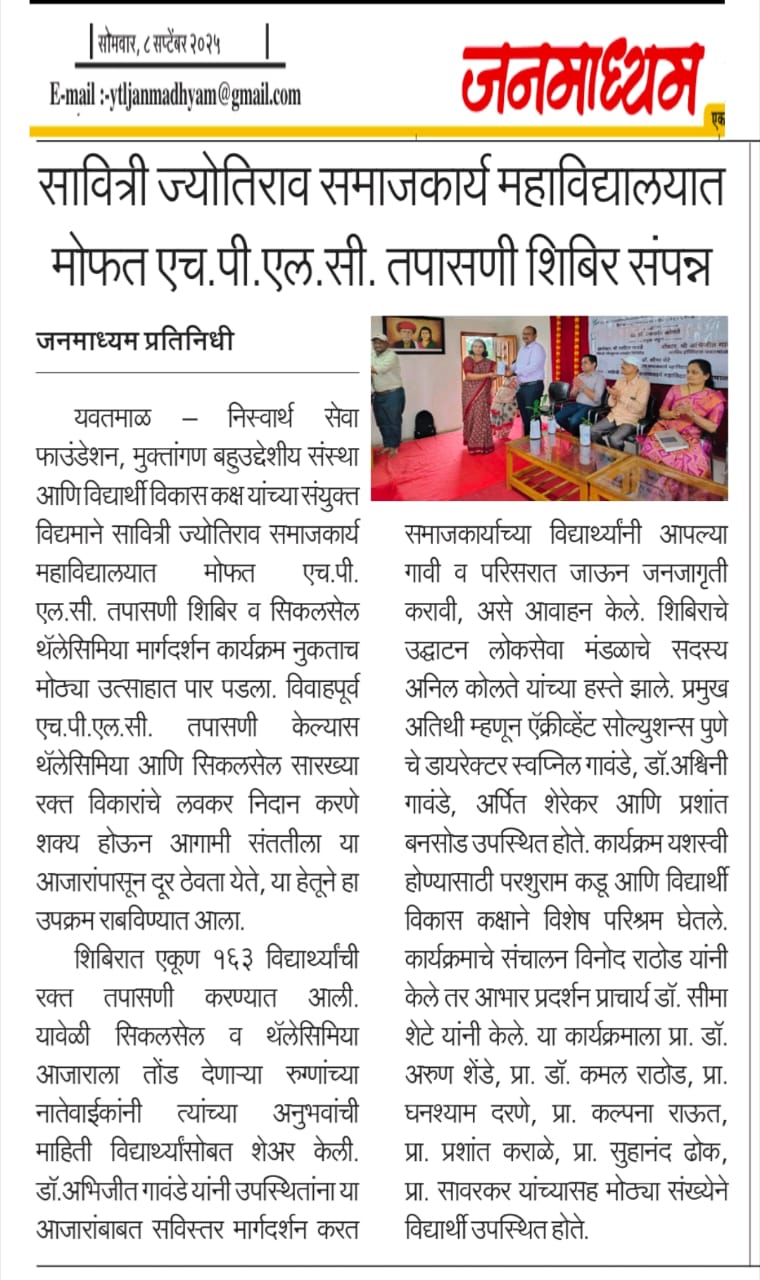 सोमवार, ८ सप्टेंबर २०२५
E-mail :-ytljanmadhyam@gmail.com
जनमाध्यम
एक
सावित्री ज्योतिराव समाजकार्य महाविद्यालयात
मोफत एच.पी.एल.सी. तपासणी शिबिर संपन्न
जनमाध्यम प्रतिनिधी
यवतमाळ – निस्वार्थ सेवा
फाउंडेशन, मुक्तांगण बहुउद्देशीय संस्था
आणि विद्यार्थी विकास कक्ष यांच्या संयुक्त
विद्यमाने सावित्री ज्योतिराव समाजकार्य
महाविद्यालयात मोफत एच.पी.
एल.सी. तपासणी शिबिर व सिकलसेल
थॅलेसिमिया मार्गदर्शन कार्यक्रम नुकताच
मोठ्या उत्साहात पार पडला. विवाहपूर्व
एच.पी.एल.सी. तपासणी केल्यास
थॅलेसिमिया आणि सिकलसेल सारख्या
रक्त विकारांचे लवकर निदान करणे
शक्य होऊन आगामी संततीला या
आजारांपासून दूर ठेवता येते, या हेतूने हा
उपक्रम राबविण्यात आला.
शिबिरात एकूण १६३ विद्यार्थ्यांची
रक्त तपासणी करण्यात आली.
यावेळी सिकलसेल व थॅलेसिमिया
आजाराला तोंड देणाऱ्या रुग्णांच्या
नातेवाईकांनी त्यांच्या अनुभवांची
माहिती विद्यार्थ्यांसोबत शेअर केली.
डॉ.अभिजीत गावंडे यांनी उपस्थितांना या
आजारांबाबत सविस्तर मार्गदर्शन करत
समाजकार्याच्या विद्यार्थ्यांनी आपल्या
गावी व परिसरात जाऊन जनजागृती
करावी, असे आवाहन केले. शिबिराचे
उद्घाटन लोकसेवा मंडळाचे सदस्य
अनिल कोलते यांच्या हस्ते झाले. प्रमुख
अतिथी म्हणून ऍक्रीव्हेंट सोल्युशन्स पुणे
चे डायरेक्टर स्वप्निल गावंडे, डॉ.अश्विनी
गावंडे, अर्पित शेरेकर आणि प्रशांत
बनसोड उपस्थित होते. कार्यक्रम यशस्वी
होण्यासाठी परशुराम कडू आणि विद्यार्थी
विकास कक्षाने विशेष परिश्रम घेतले.
कार्यक्रमाचे संचालन विनोद राठोड यांनी
केले तर आभार प्रदर्शन प्राचार्य डॉ. सीमा
शेटे यांनी केले. या कार्यक्रमाला प्रा. डॉ.
अरुण शेंडे, प्रा. डॉ. कमल राठोड, प्रा.
घनश्याम दरणे, प्रा. कल्पना राऊत,
प्रा. प्रशांत कराळे, प्रा. सुहानंद ढोक,
प्रा. सावरकर यांच्यासह मोठ्या संख्येने
विद्यार्थी उपस्थित होते.